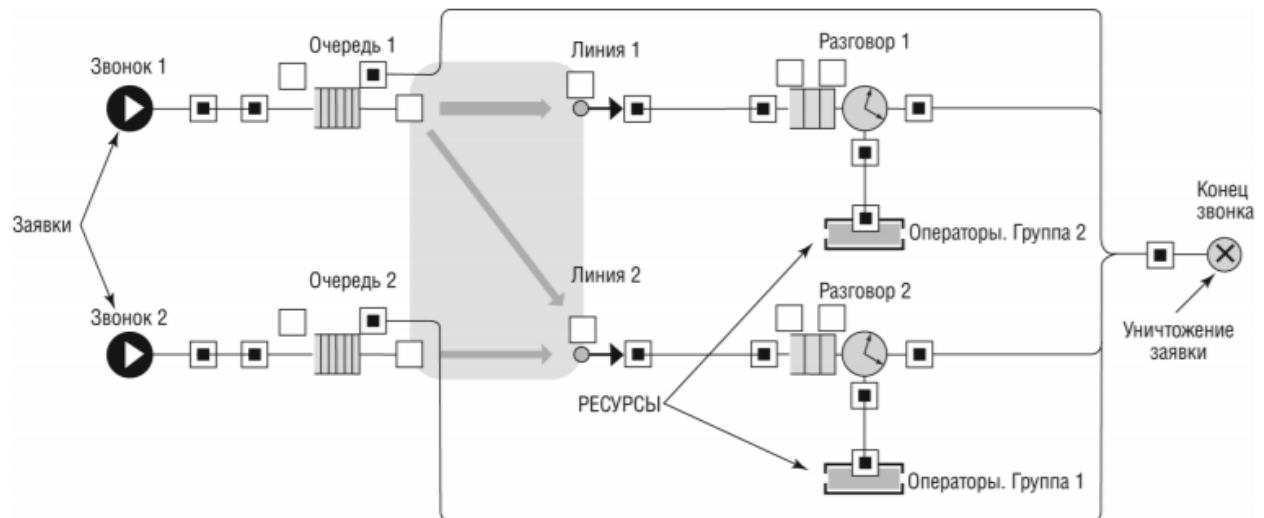 Очередь 1
Линия 1
Разговор 1
Звонок 1
Заявки
Операторы. Группа 2
Конец
звонка
Очередь 2
Линия 2
Разговор 2
Звонок 2
Уничтожение
заявки
РЕСУРСЫ
Операторы. Группа 1